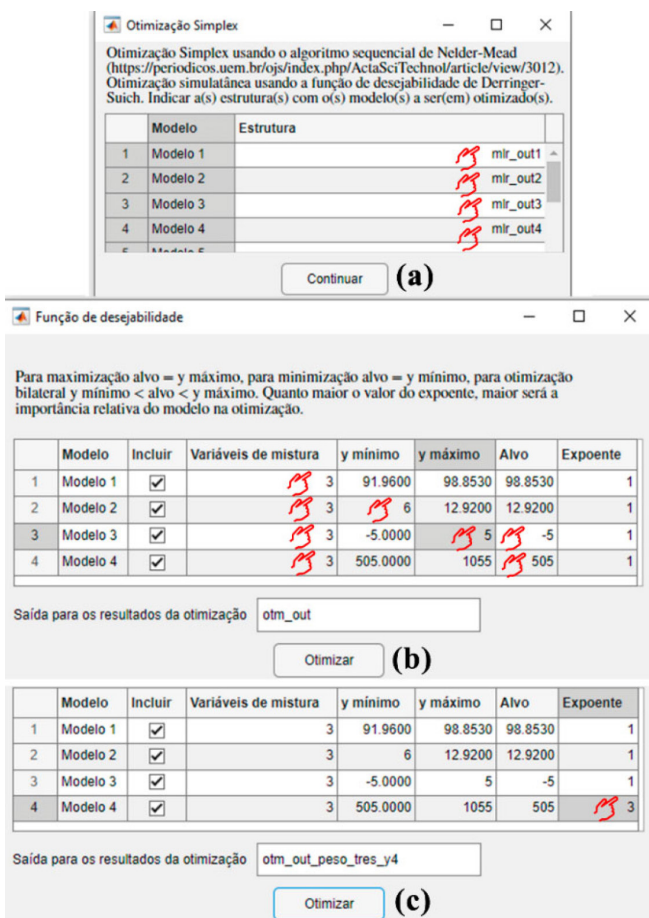 Otimização Simplex
Otimização Simplex usando o algoritmo sequencial de Nelder-Mead
(https://periodicos.uem.br/ojs/index.php/ActaSciTechnol/article/view/3012).
Otimização simulatânea usando a função de desejabilidade de Derringer-
Suich. Indicar a(s) estrutura(s) com o(s) modelo(s) a ser(em) otimizado(s).
Modelo Estrutura
1 Modelo 1 mlr_out1
2 Modelo 2 mlr_out2
3 Modelo 3 mlr_out3
4 Modelo 4 mlr_out4
Continuar (a)
Função de desejabilidade
Para maximização alvo = y máximo, para minimização alvo = y mínimo, para otimização
bilateral y mínimo < alvo < y máximo. Quanto maior o valor do expoente, maior será a
importância relativa do modelo na otimização.
Modelo Incluir Variáveis de mistura y mínimo y máximo Alvo Expoente
1 Modelo 1 3 91.9600 98.8530 98.8530 1
2 Modelo 2 3 6 12.9200 12.9200 1
3 Modelo 3 3 -5.0000 5 -5 1
4 Modelo 4 3 505.0000 1055 505 1
Saída para os resultados da otimização otm_out
Otimizar (b)
Modelo Incluir Variáveis de mistura y mínimo y máximo Alvo Expoente
1 Modelo 1 3 91.9600 98.8530 98.8530 1
2 Modelo 2 3 6 12.9200 12.9200 1
3 Modelo 3 3 -5.0000 5 -5 1
4 Modelo 4 3 505.0000 1055 505 3
Saída para os resultados da otimização otm_out_peso_tres_y4
Otimizar (c)